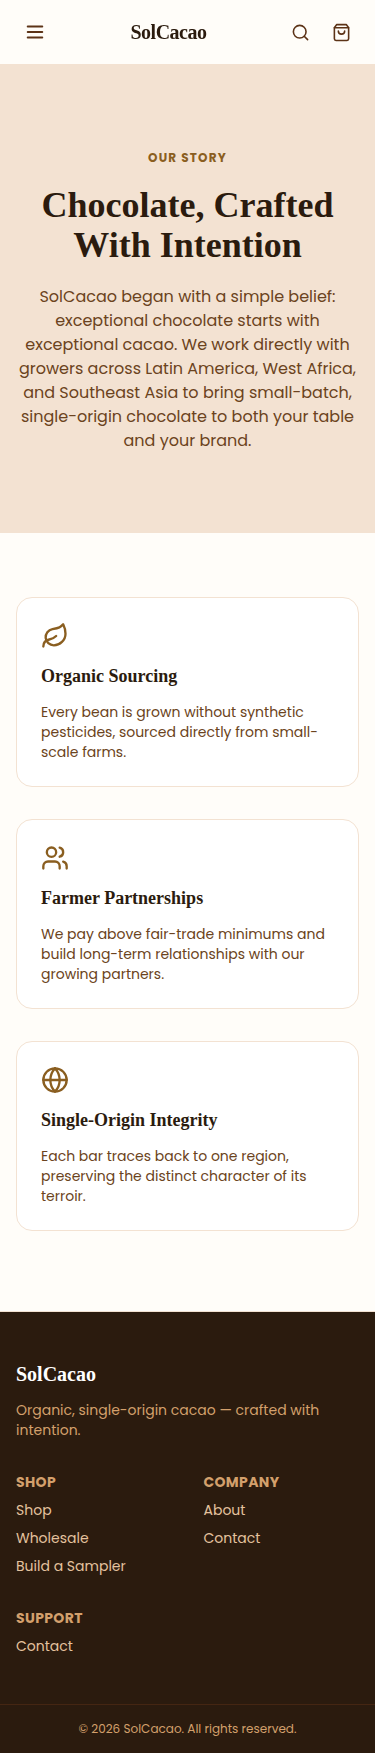 SolCacao
OUR STORY
Chocolate, Crafted
With Intention
SolCacao began with a simple belief:
exceptional chocolate starts with
exceptional cacao. We work directly with
growers across Latin America, West Africa,
and Southeast Asia to bring small-batch,
single-origin chocolate to both your table
and your brand.
Organic Sourcing
Every bean is grown without synthetic
pesticides, sourced directly from small-
scale farms.
Farmer Partnerships
We pay above fair-trade minimums and
build long-term relationships with our
growing partners.
Single-Origin Integrity
Each bar traces back to one region,
preserving the distinct character of its
terroir.
SolCacao
Organic, single-origin cacao — crafted with
intention.
SHOP
Shop
Wholesale
Build a Sampler
COMPANY
About
Contact
SUPPORT
Contact
© 2026 SolCacao. All rights reserved.